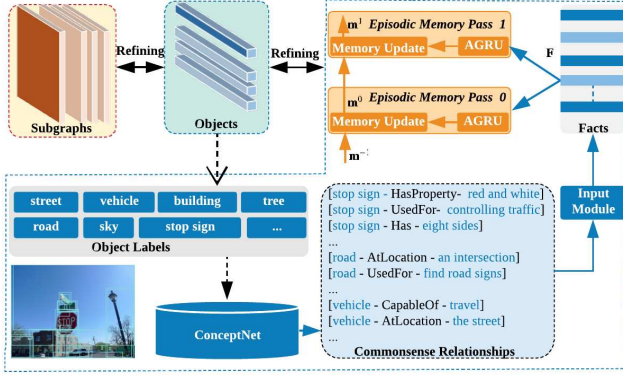 Refining
Refining
Subgraphs
Objects
m¹ Episodic Memory Pass 1
Memory Update
AGRU
m⁰
Episodic Memory Pass 0
Memory Update
AGRU
m⁻¹
F
Facts
Input
Module
street
vehicle
building
tree
road
sky
stop sign
...
Object Labels
STOP
ConceptNet
[stop sign - HasProperty- red and white]
[stop sign - UsedFor- controlling traffic]
[stop sign - Has - eight sides]
...
[road - AtLocation - an intersection]
[road - UsedFor - find road signs]
...
[vehicle - CapableOf - travel]
[vehicle - AtLocation - the street]
...
Commonsense Relationships